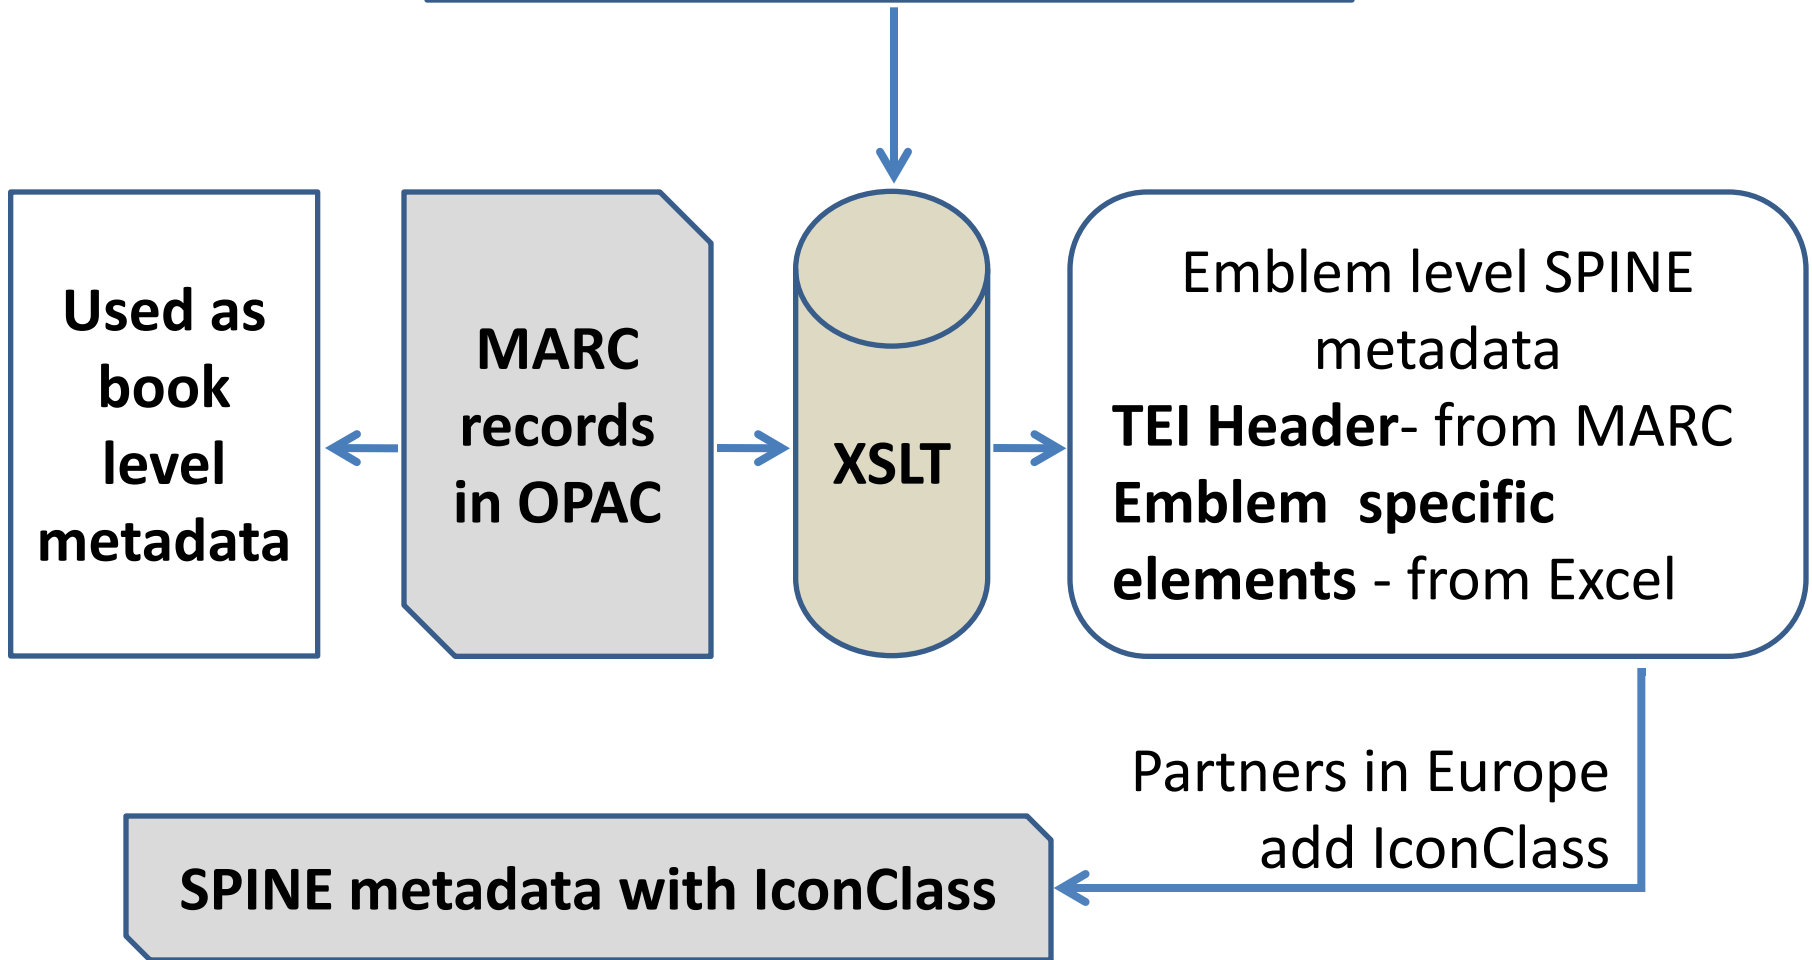 Used as
book
level
metadata
MARC
records
in OPAC
XSLT
Emblem level SPINE
metadata
TEI Header- from MARC
Emblem  specific
elements - from Excel
Partners in Europe
add IconClass
SPINE metadata with IconClass